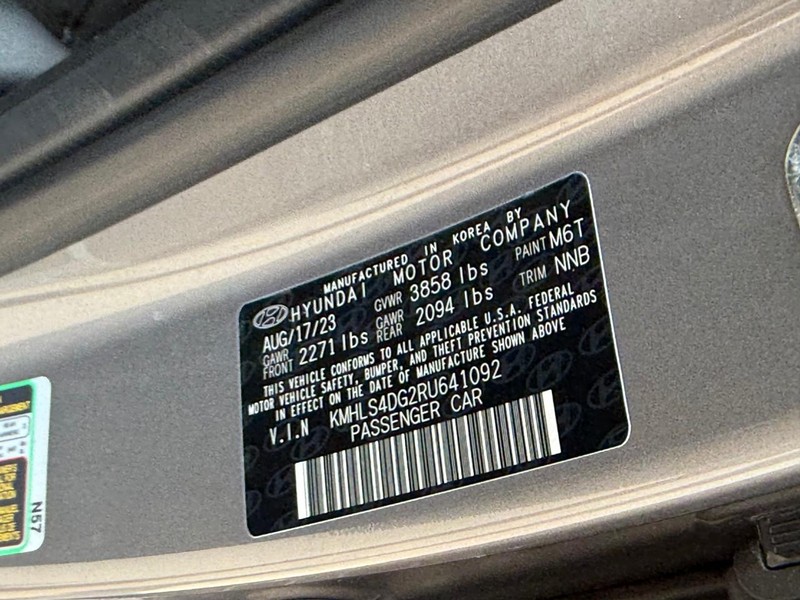 MANUFACTURED IN KOREA BY
HYUNDAI MOTOR COMPANY
AUG/17/23 GVWR 3858 lbs PAINT M6T
GAWR FRONT 2271 lbs GAWR REAR 2094 lbs TRIM NNB
THIS VEHICLE CONFORMS TO ALL APPLICABLE U.S.A. FEDERAL
MOTOR VEHICLE SAFETY, BUMPER, AND THEFT PREVENTION STANDARDS
IN EFFECT ON THE DATE OF MANUFACTURE SHOWN ABOVE
V.I.N KMHLS4DG2RU641092
PASSENGER CAR
N57